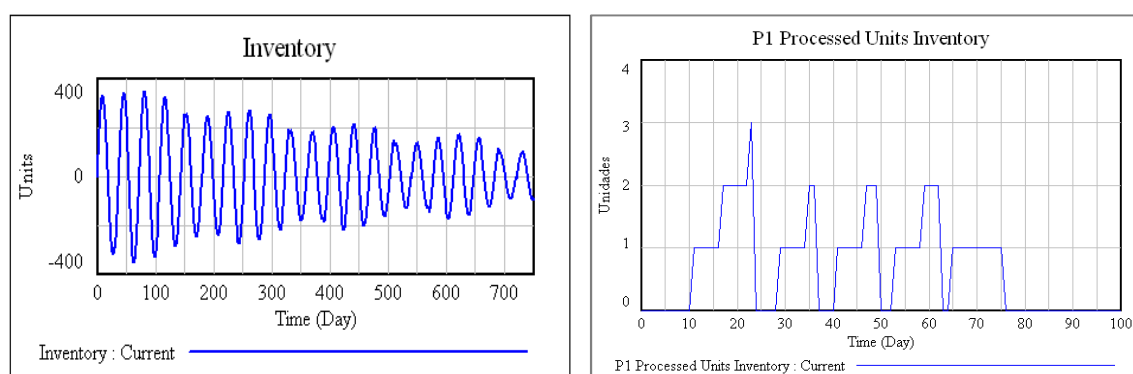 Inventory
400
0
-400
Units
0 100 200 300 400 500 600 700
Time (Day)
Inventory : Current
P1 Processed Units Inventory
4
3
2
1
0
Unidades
0 10 20 30 40 50 60 70 80 90 100
Time (Day)
P1 Processed Units Inventory : Current